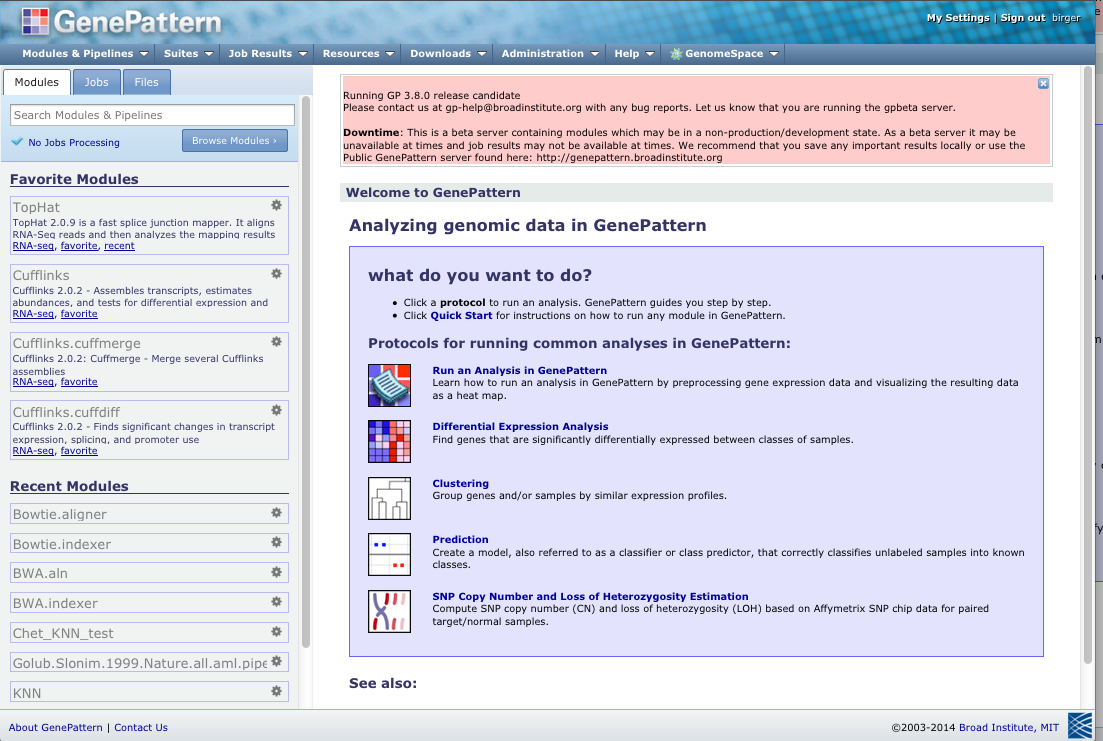 GenePattern
My Settings | Sign out birger
Modules & Pipelines Suites Job Results Resources Downloads Administration Help GenomeSpace
Modules Jobs Files
Search Modules & Pipelines
No Jobs Processing
Browse Modules ›
Favorite Modules
TopHat
TopHat 2.0.9 is a fast splice junction mapper. It aligns
RNA-Seq reads and then analyzes the mapping results
RNA-seq, favorite, recent
Cufflinks
Cufflinks 2.0.2 - Assembles transcripts, estimates
abundances, and tests for differential expression and
RNA-seq, favorite
Cufflinks.cuffmerge
Cufflinks 2.0.2: Cuffmerge - Merge several Cufflinks
assemblies
RNA-seq, favorite
Cufflinks.cuffdiff
Cufflinks 2.0.2 - Finds significant changes in transcript
expression, splicing, and promoter use
RNA-seq, favorite
Recent Modules
Bowtie.aligner
Bowtie.indexer
BWA.aln
BWA.indexer
Chet_KNN_test
Golub.Slonim.1999.Nature.all.aml.pipe
KNN
Running GP 3.8.0 release candidate
Please contact us at gp-help@broadinstitute.org with any bug reports. Let us know that you are running the gpbeta server.
Downtime: This is a beta server containing modules which may be in a non-production/development state. As a beta server it may be
unavailable at times and job results may not be available at times. We recommend that you save any important results locally or use the
Public GenePattern server found here: http://genepattern.broadinstitute.org
Welcome to GenePattern
Analyzing genomic data in GenePattern
what do you want to do?
• Click a protocol to run an analysis. GenePattern guides you step by step.
• Click Quick Start for instructions on how to run any module in GenePattern.
Protocols for running common analyses in GenePattern:
Run an Analysis in GenePattern
Learn how to run an analysis in GenePattern by preprocessing gene expression data and visualizing the resulting data
as a heat map.
Differential Expression Analysis
Find genes that are significantly differentially expressed between classes of samples.
Clustering
Group genes and/or samples by similar expression profiles.
Prediction
Create a model, also referred to as a classifier or class predictor, that correctly classifies unlabeled samples into known
classes.
SNP Copy Number and Loss of Heterozygosity Estimation
Compute SNP copy number (CN) and loss of heterozygosity (LOH) based on Affymetrix SNP chip data for paired
target/normal samples.
See also:
About GenePattern | Contact Us
©2003-2014 Broad Institute, MIT